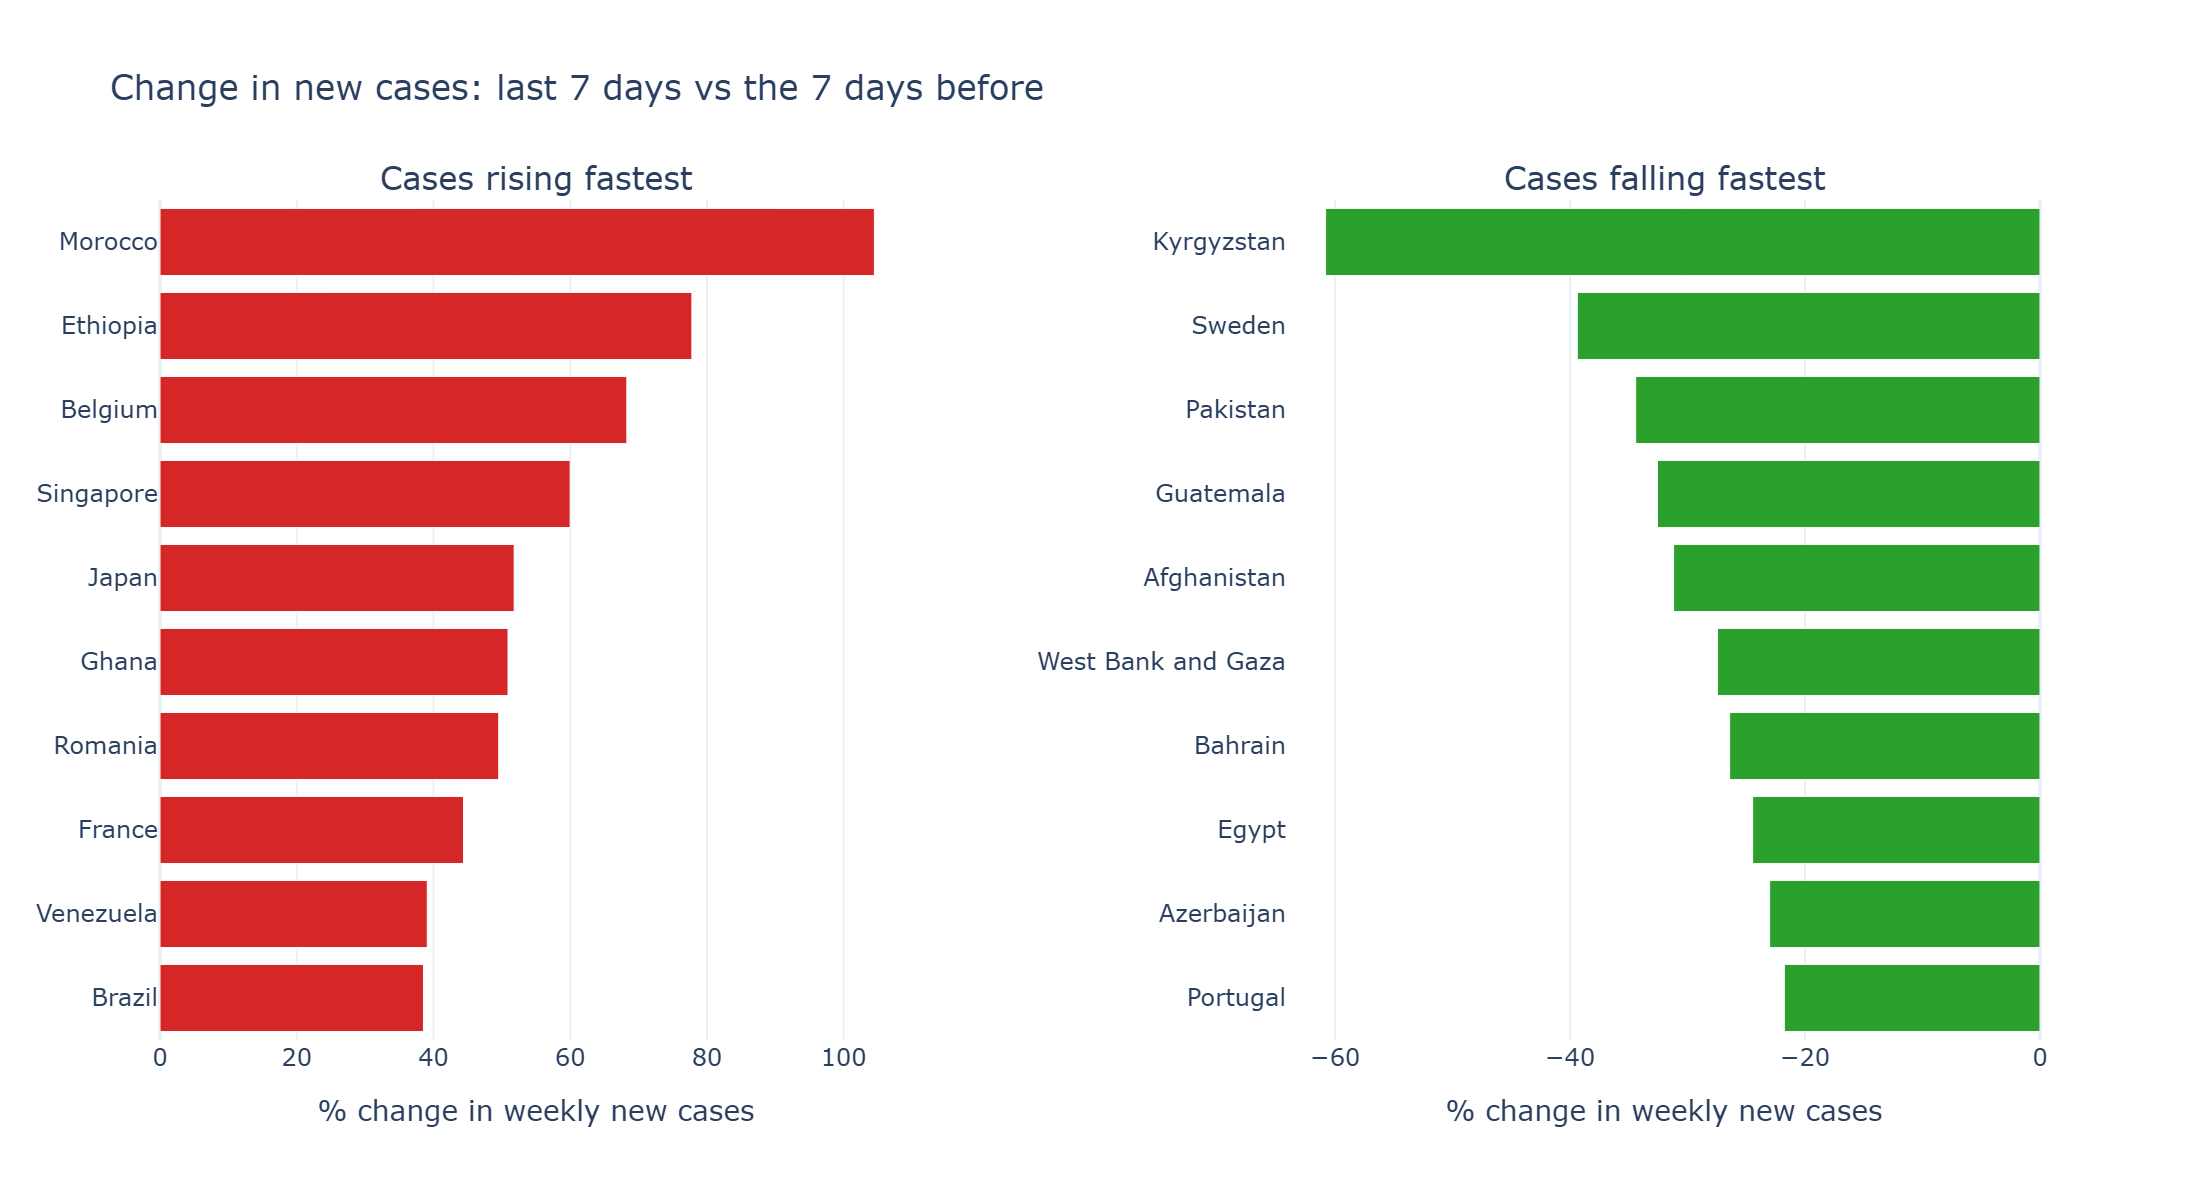 Change in new cases: last 7 days vs the 7 days before
Cases rising fastest
Morocco
Ethiopia
Belgium
Singapore
Japan
Ghana
Romania
France
Venezuela
Brazil
0 20 40 60 80 100
% change in weekly new cases
Cases falling fastest
Kyrgyzstan
Sweden
Pakistan
Guatemala
Afghanistan
West Bank and Gaza
Bahrain
Egypt
Azerbaijan
Portugal
−60 −40 −20 0
% change in weekly new cases